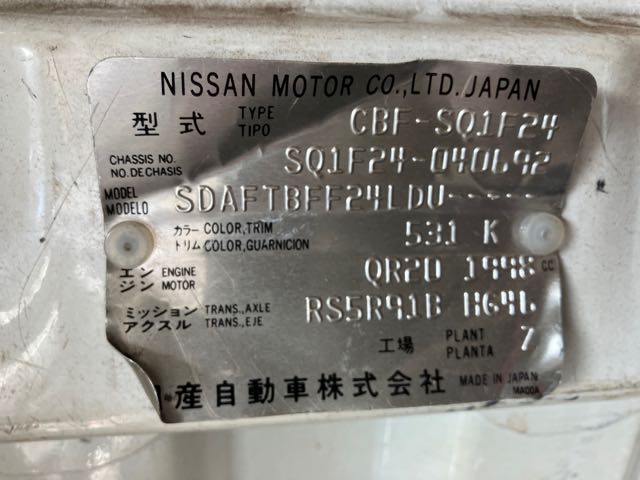 NISSAN MOTOR CO.,LTD.JAPAN
型式 TYPE TIPO CBF-SQ1F24
CHASSIS NO. NO.DE CHASIS SQ1F24-040692
MODEL MODELO SDAFTBFF24LDU-----
カラー COLOR,TRIM
トリム COLOR,GUARNICION 531 K
エンジン ENGINE MOTOR QR20 1998 CC
ミッション TRANS.,AXLE
アクスル TRANS.,EJE RS5R91B H646
工場 PLANT PLANTA 7
産自動車株式会社 MADE IN JAPAN